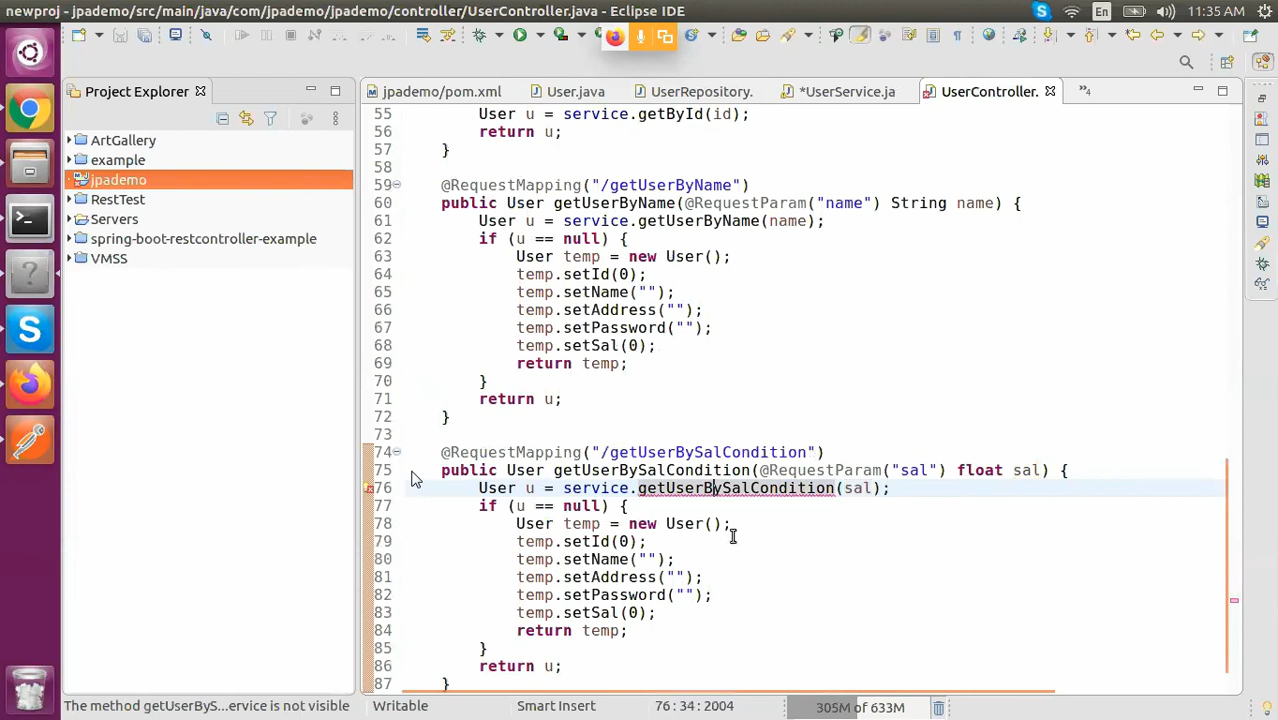 newproj - jpademo/src/main/java/com/jpademo/jpademo/controller/UserController.java - Eclipse IDE
En
11:35 AM
Project Explorer
jpademo/pom.xml
User.java
UserRepository.
*UserService.ja
UserController.
»4
ArtGallery
example
jpademo
RestTest
Servers
spring-boot-restcontroller-example
VMSS
55 User u = service.getById(id);
56 return u;
57 }
58
59 @RequestMapping("/getUserByName")
60 public User getUserByName(@RequestParam("name") String name) {
61 User u = service.getUserByName(name);
62 if (u == null) {
63 User temp = new User();
64 temp.setId(0);
65 temp.setName("");
66 temp.setAddress("");
67 temp.setPassword("");
68 temp.setSal(0);
69 return temp;
70 }
71 return u;
72 }
73
74 @RequestMapping("/getUserBySalCondition")
75 public User getUserBySalCondition(@RequestParam("sal") float sal) {
76 User u = service.getUserBySalCondition(sal);
77 if (u == null) {
78 User temp = new User();
79 temp.setId(0);
80 temp.setName("");
81 temp.setAddress("");
82 temp.setPassword("");
83 temp.setSal(0);
84 return temp;
85 }
86 return u;
87 }
The method getUserByS...ervice is not visible
Writable
Smart Insert
76 : 34 : 2004
305M of 633M